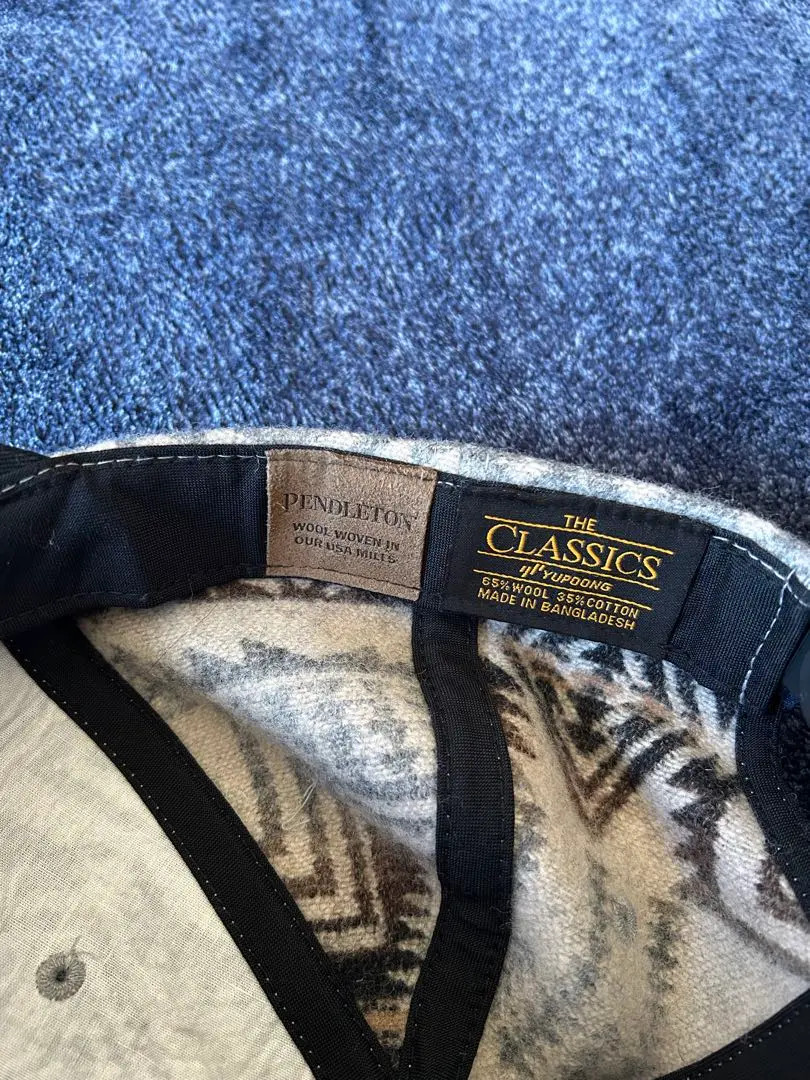 PENDLETON
WOOL WOVEN IN
OUR USA MILLS
THE
CLASSICS
YUPOONG
65% WOOL 35% COTTON
MADE IN BANGLADESH